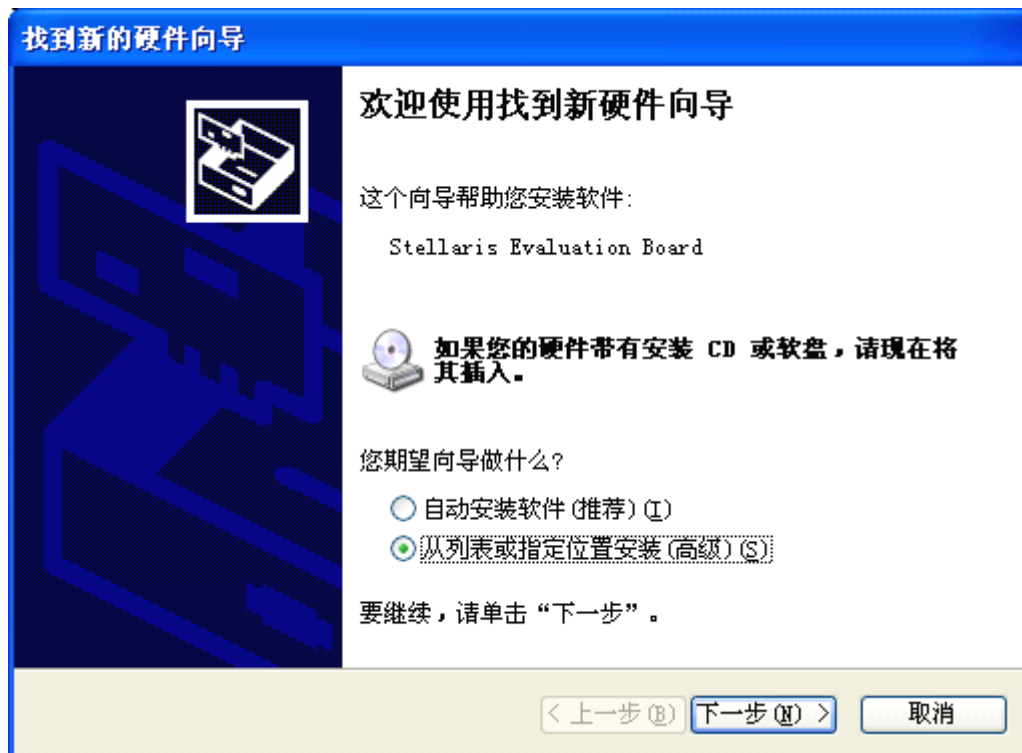 找到新的硬件向导
欢迎使用找到新硬件向导
这个向导帮助您安装软件:
Stellaris Evaluation Board
如果您的硬件带有安装 CD 或软盘，请现在将
其插入。
您期望向导做什么?
自动安装软件(推荐)(I)
从列表或指定位置安装(高级)(S)
要继续，请单击“下一步”。
< 上一步(B)
下一步(N) >
取消